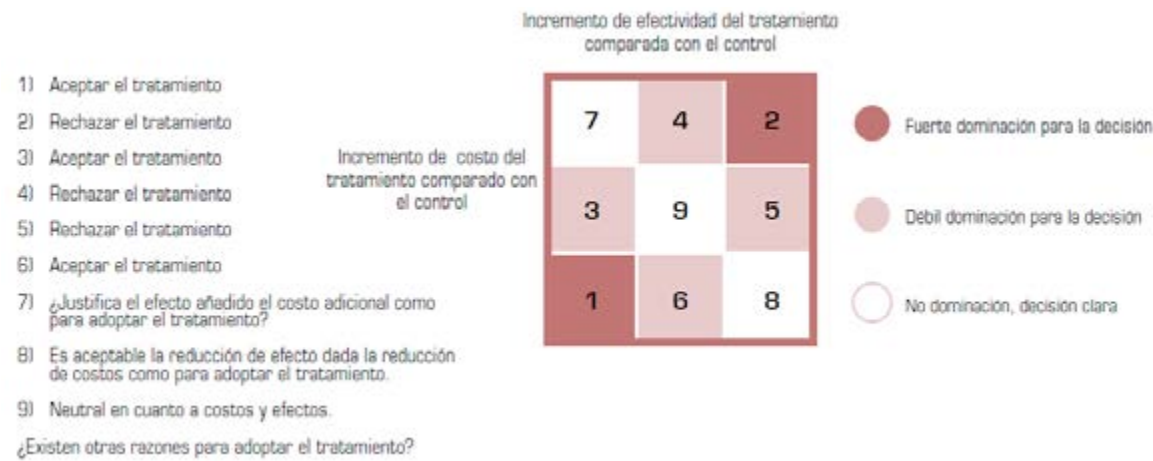 Incremento de efectividad del tratamiento
comparada con el control
1) Aceptar el tratamiento
2) Rechazar el tratamiento
3) Aceptar el tratamiento
4) Rechazar el tratamiento
5) Rechazar el tratamiento
6) Aceptar el tratamiento
7) ¿Justifica el efecto añadido el costo adicional como
para adoptar el tratamiento?
8) Es aceptable la reducción de efecto dada la reducción
de costos como para adoptar el tratamiento.
9) Neutral en cuanto a costos y efectos.
¿Existen otras razones para adoptar el tratamiento?
Incremento de costo del
tratamiento comparado con
el control
7 4 2
3 9 5
1 6 8
Fuerte dominación para la decisión
Débil dominación para la decisión
No dominación, decisión clara